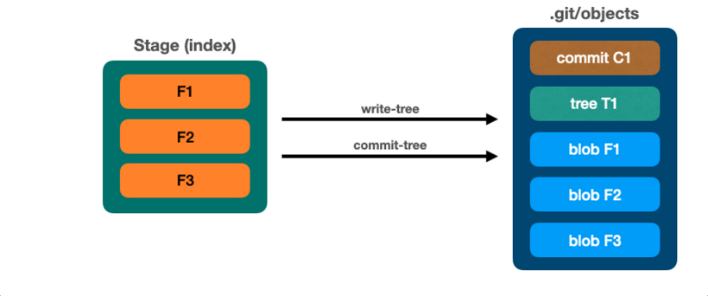 .git/objects
Stage (index)
commit C1
F1
tree T1
write-tree
F2
commit-tree
blob F1
F3
blob F2
blob F3